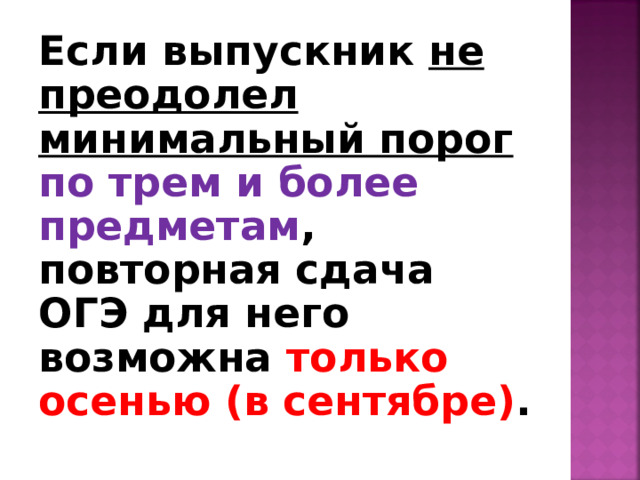 Если выпускник не
преодолел
минимальный порог
по трем и более
предметам,
повторная сдача
ОГЭ для него
возможна только
осенью (в сентябре).